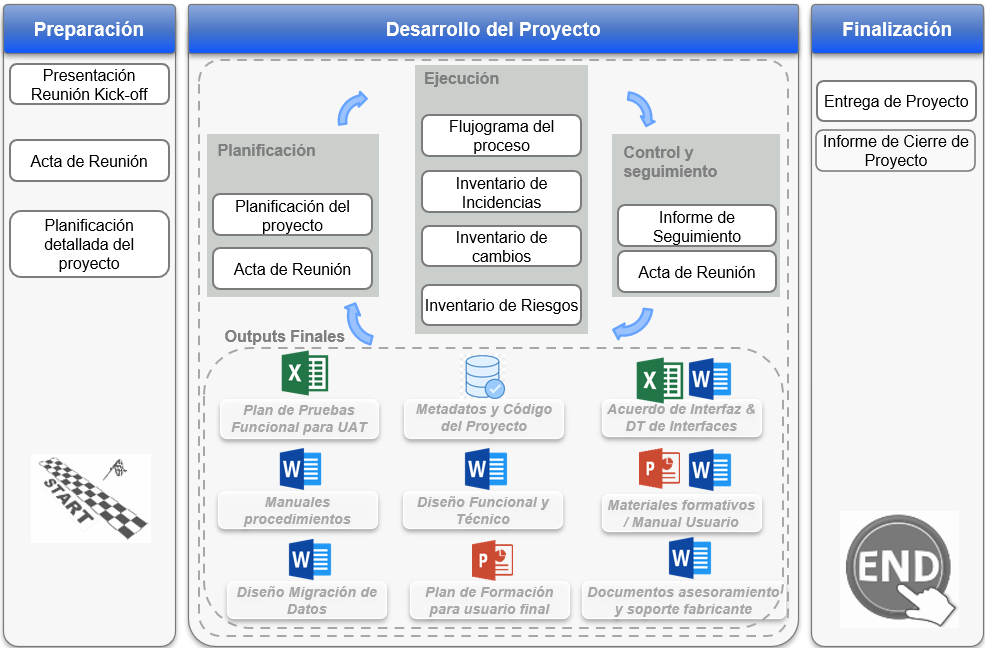 Preparación
Presentación
Reunión Kick-off
Acta de Reunión
Planificación
detallada del
proyecto
START
Desarrollo del Proyecto
Planificación
Planificación del
proyecto
Acta de Reunión
Ejecución
Flujograma del
proceso
Inventario de
Incidencias
Inventario de
cambios
Inventario de Riesgos
Control y
seguimiento
Informe de
Seguimiento
Acta de Reunión
Outputs Finales
X
Plan de Pruebas
Funcional para UAT
Metadatos y Código
del Proyecto
X
W
Acuerdo de Interfaz &
DT de Interfaces
W
Manuales
procedimientos
W
Diseño Funcional y
Técnico
P
W
Materiales formativos
/ Manual Usuario
W
Diseño Migración de
Datos
P
Plan de Formación
para usuario final
W
Documentos asesoramiento
y soporte fabricante
Finalización
Entrega de Proyecto
Informe de Cierre de
Proyecto
END